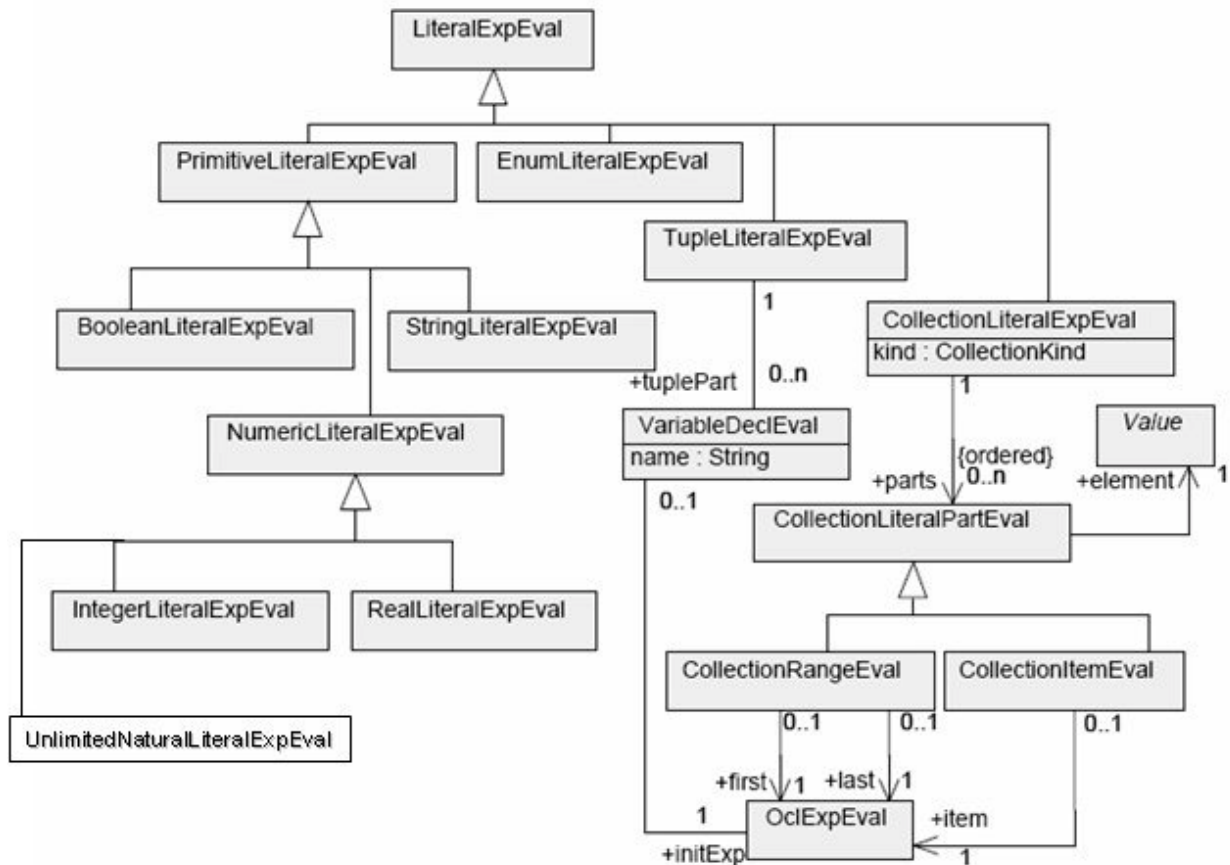 LiteralExpEval
PrimitiveLiteralExpEval
EnumLiteralExpEval
TupleLiteralExpEval
BooleanLiteralExpEval
StringLiteralExpEval
CollectionLiteralExpEval
kind : CollectionKind
1
+tuplePart
0..n
1
NumericLiteralExpEval
VariableDeclEval
name : String
Value
{ordered}
+parts
0..n
+element
1
0..1
CollectionLiteralPartEval
IntegerLiteralExpEval
RealLiteralExpEval
CollectionRangeEval
CollectionItemEval
0..1
0..1
0..1
UnlimitedNaturalLiteralExpEval
+first
1
+last
1
1
OclExpEval
+item
+initExp
1